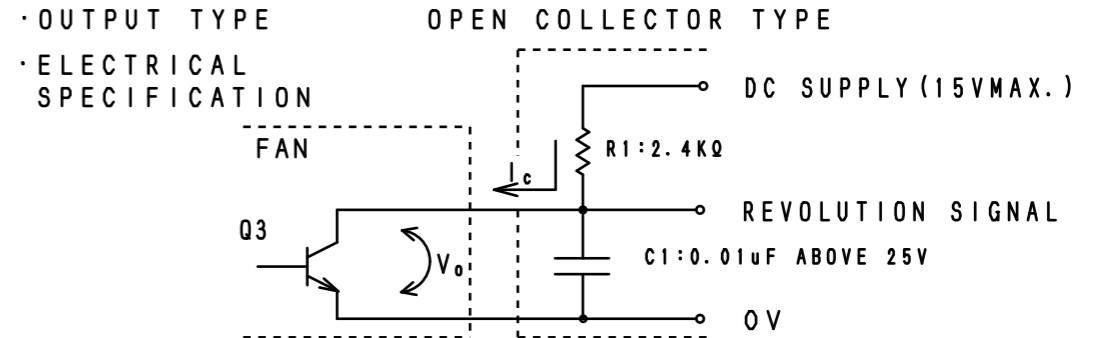 ·OUTPUT TYPE OPEN COLLECTOR TYPE
·ELECTRICAL
SPECIFICATION
DC SUPPLY(15VMAX.)
FAN
R1:2.4KΩ
Ic
REVOLUTION SIGNAL
Q3
Vo
C1:0.01uF ABOVE 25V
0V